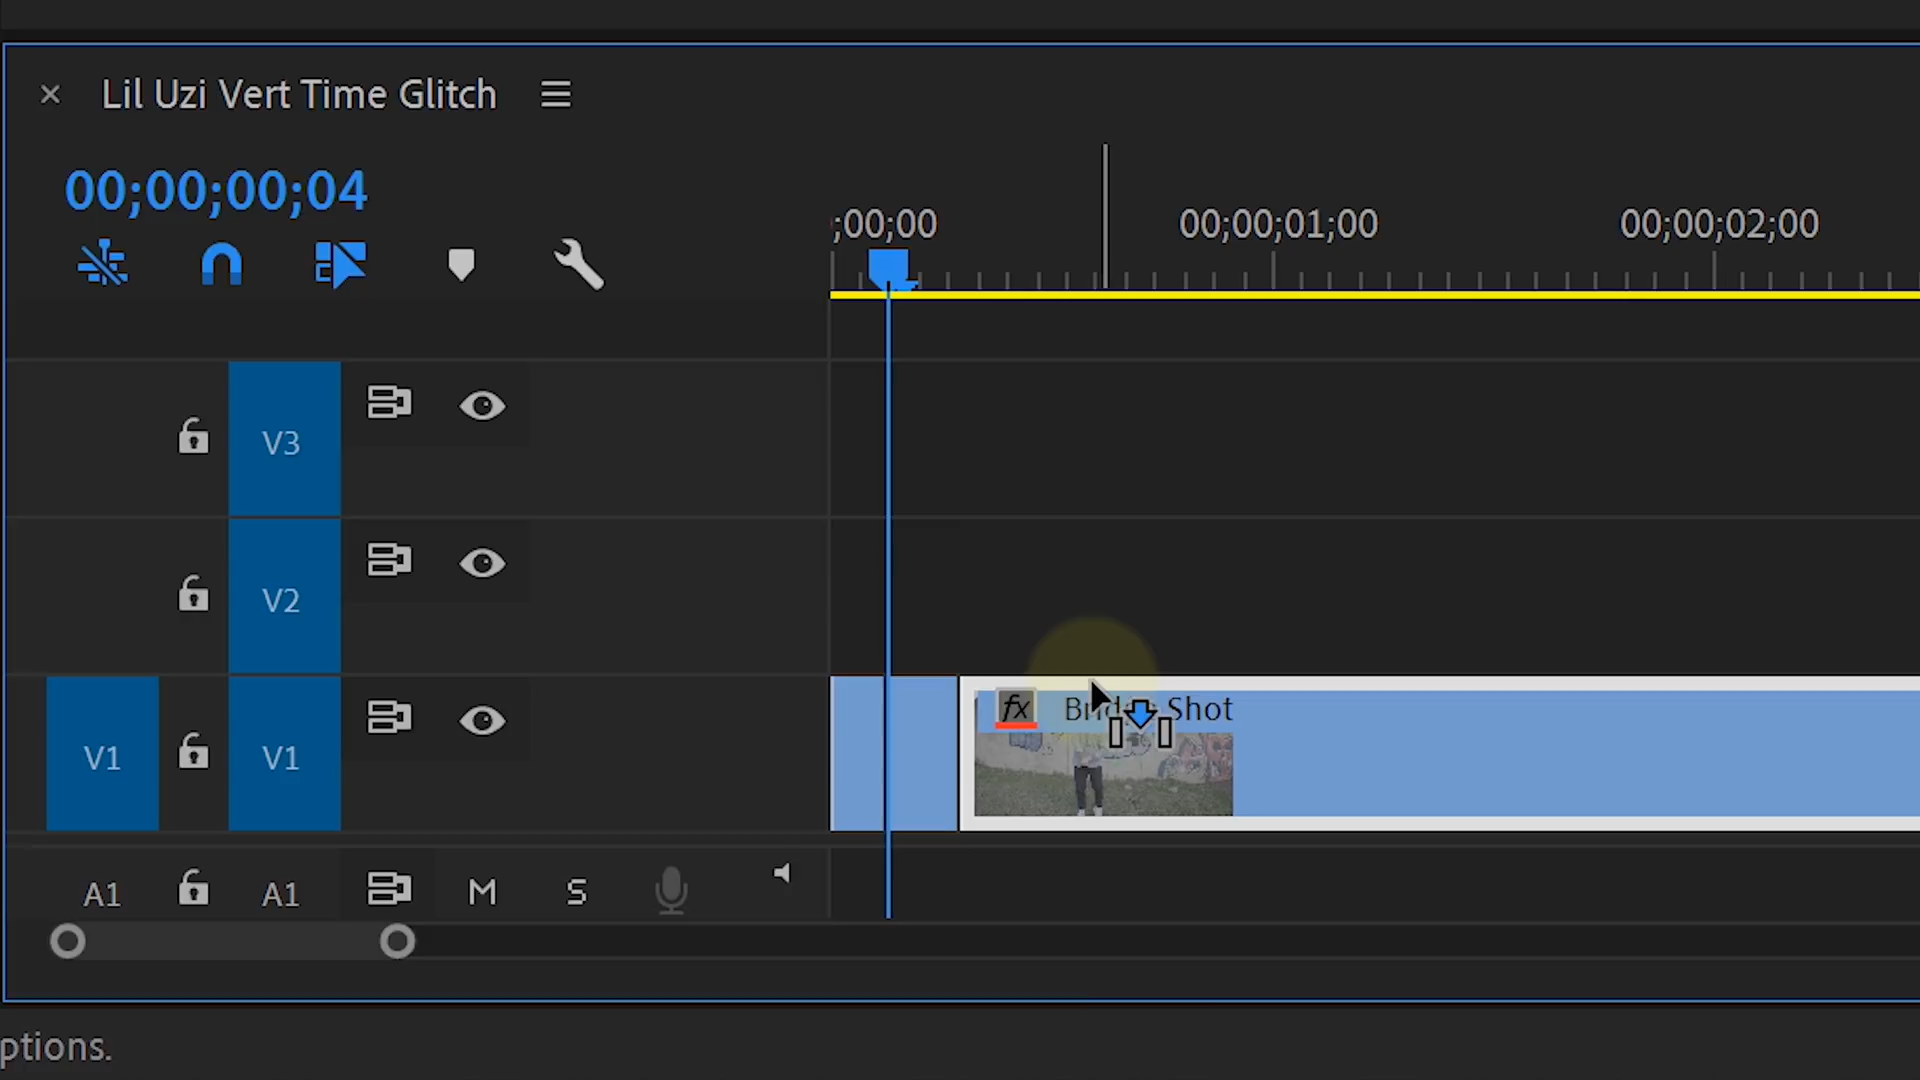 Lil Uzi Vert Time Glitch
00;00;00;04
;00;00
00;00;01;00
00;00;02;00
V3
V2
fx
Shot
V1
V1
A1
A1
M
S
ptions.